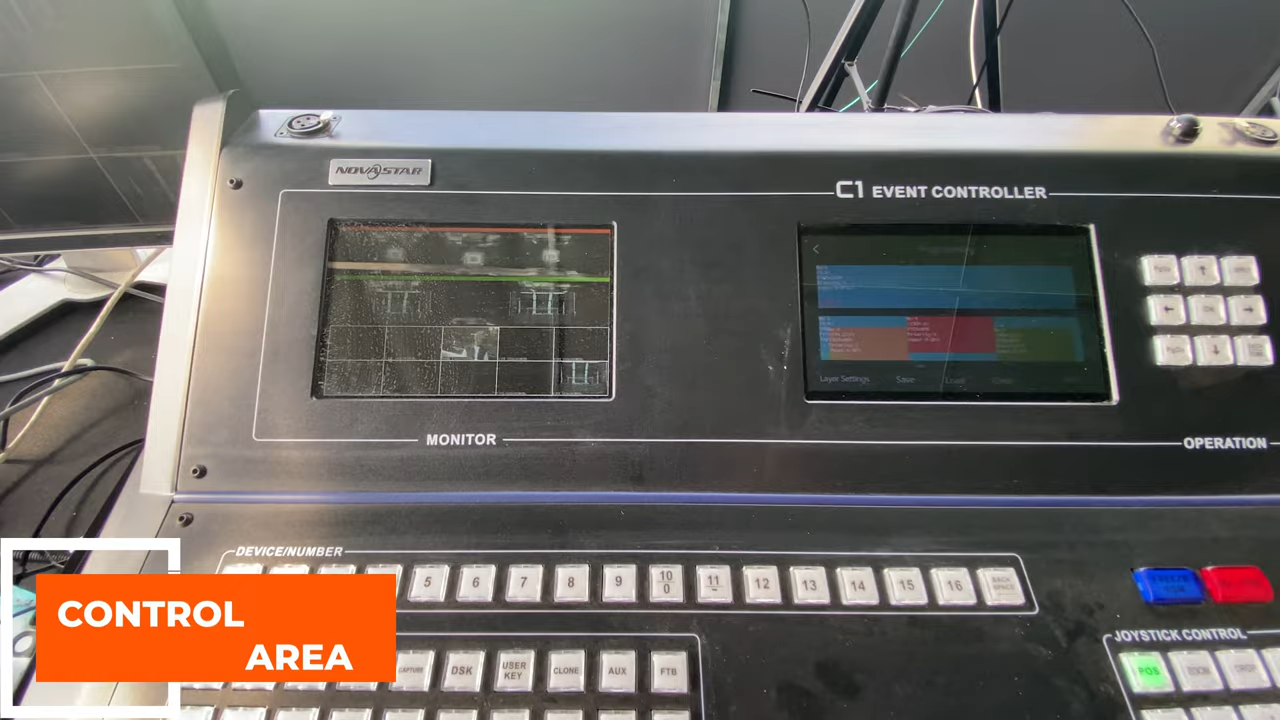 NOVASTAR
C1 EVENT CONTROLLER
Layer Settings
Save
Load
MONITOR
OPERATION
DEVICE/NUMBER
5 6 7 8 9 10/0 11/– 12 13 14 15 16 BACK SPACE
CAPTURE DSK USER KEY CLONE AUX FTB
JOYSTICK CONTROL
POS
CONTROL
AREA